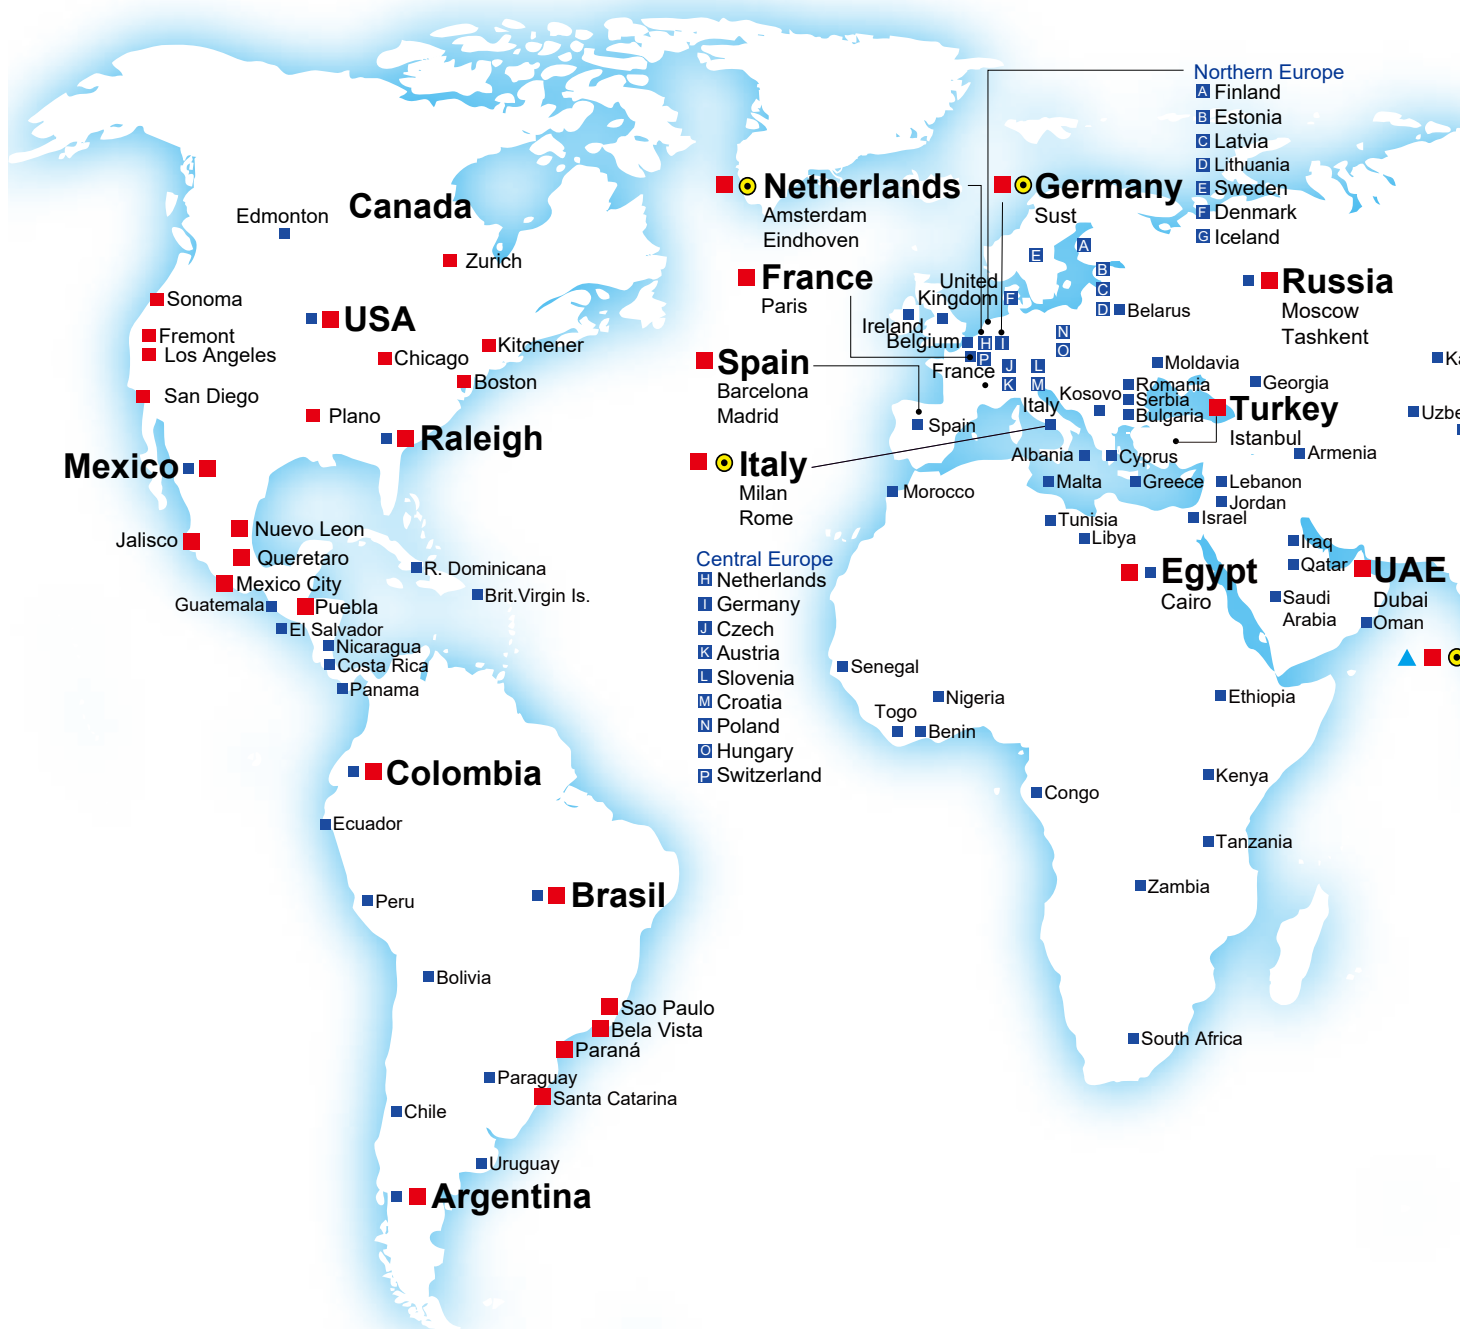 Northern Europe
A Finland
B Estonia
C Latvia
D Lithuania
E Sweden
F Denmark
G Iceland
Netherlands
Amsterdam
Eindhoven
Germany
Sust
Canada
Edmonton
Zurich
France
Paris
Russia
Moscow
Tashkent
Sonoma
USA
Fremont
Los Angeles
Chicago
Kitchener
San Diego
Boston
Plano
Raleigh
Mexico
Spain
Barcelona
Madrid
Italy
Milan
Rome
E
A
B
C
D
F
United
Kingdom
Ireland
Belgium
H
I
P
J
K
L
M
N
O
France
Belarus
Moldavia
Romania
Serbia
Bulgaria
Kosovo
Georgia
Turkey
Istanbul
Italy
Spain
Albania
Cyprus
Armenia
Morocco
Malta
Greece
Lebanon
Jordan
Israel
Tunisia
Libya
Iraq
Qatar
UAE
Dubai
Oman
Egypt
Cairo
Saudi
Arabia
Nuevo Leon
Jalisco
Queretaro
Mexico City
Guatemala
Puebla
El Salvador
Nicaragua
Costa Rica
Panama
R. Dominicana
Brit.Virgin Is.
Central Europe
H Netherlands
I Germany
J Czech
K Austria
L Slovenia
M Croatia
N Poland
O Hungary
P Switzerland
Senegal
Nigeria
Togo
Benin
Ethiopia
Kenya
Congo
Tanzania
Zambia
South Africa
Colombia
Ecuador
Peru
Brasil
Bolivia
Sao Paulo
Bela Vista
Paraná
Paraguay
Santa Catarina
Chile
Uruguay
Argentina
Ka
Uzbe